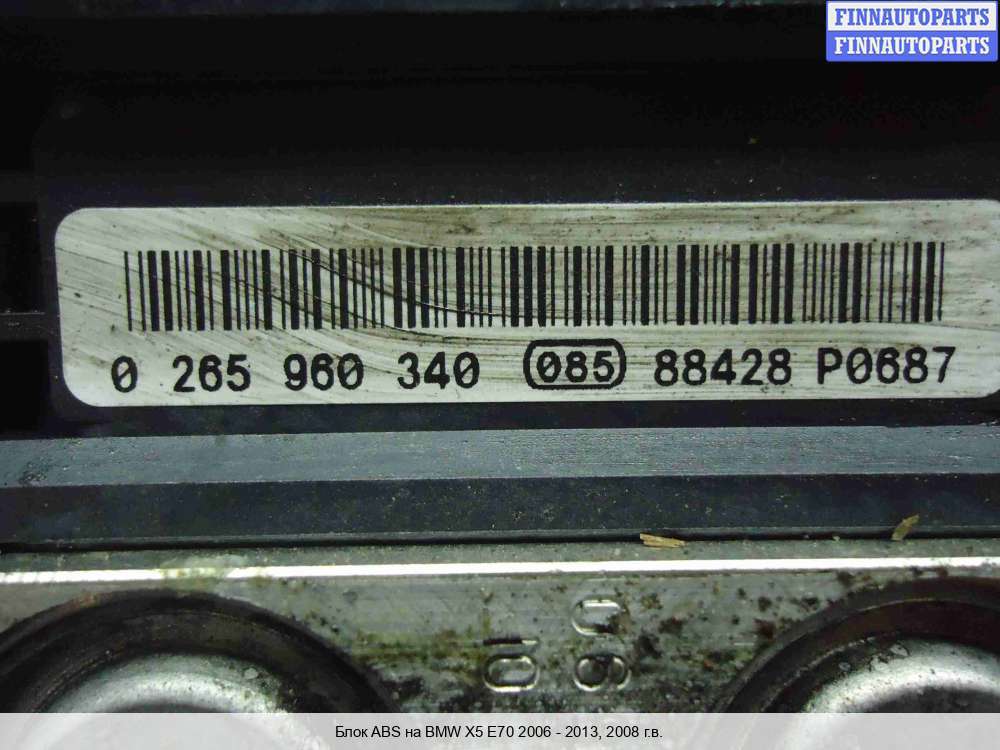 FINNAUTOPARTS
FINNAUTOPARTS
0 265 960 340 085 88428 P0687
Блок ABS на BMW X5 E70 2006 - 2013, 2008 г.в.